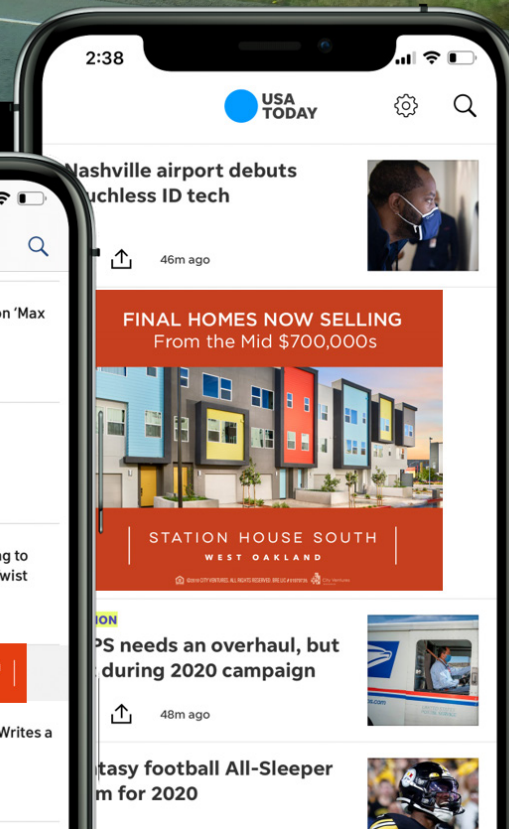 2:38
USA
TODAY
Nashville airport debuts
uchless ID tech
46m ago
on ‘Max
FINAL HOMES NOW SELLING
From the Mid $700,000s
STATION HOUSE SOUTH
WEST OAKLAND
ng to
wist
ION
PS needs an overhaul, but
during 2020 campaign
48m ago
Writes a
tasy football All-Sleeper
m for 2020